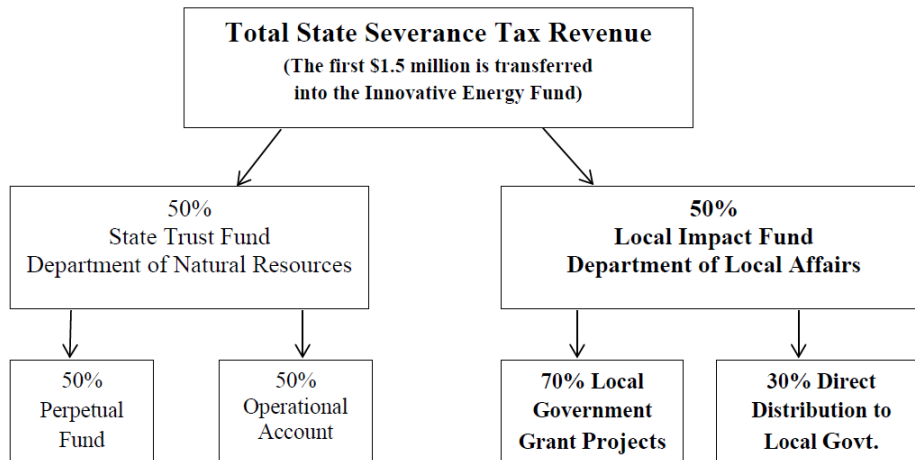 Total State Severance Tax Revenue
(The first $1.5 million is transferred
into the Innovative Energy Fund)
50%
State Trust Fund
Department of Natural Resources
50%
Local Impact Fund
Department of Local Affairs
50%
Perpetual
Fund
50%
Operational
Account
70% Local
Government
Grant Projects
30% Direct
Distribution to
Local Govt.